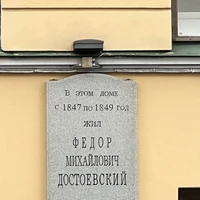 В ЭТОМ ДОМЕ
С 1847 ПО 1849 ГОД
ЖИЛ
ФЕДОР
МИХАЙЛОВИЧ
ДОСТОЕВСКИЙ